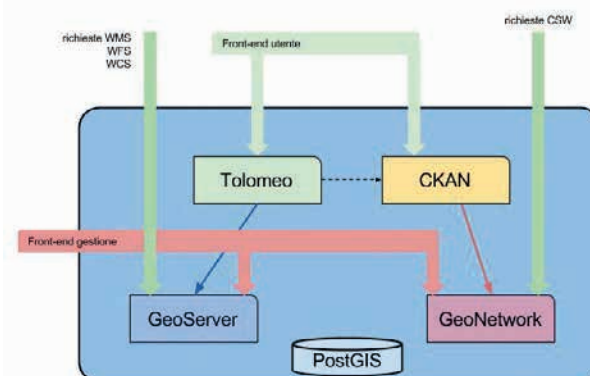 richieste WMS
WFS
WCS
Front-end utente
richieste CSW
Tolomeo
CKAN
Front-end gestione
GeoServer
GeoNetwork
PostGIS